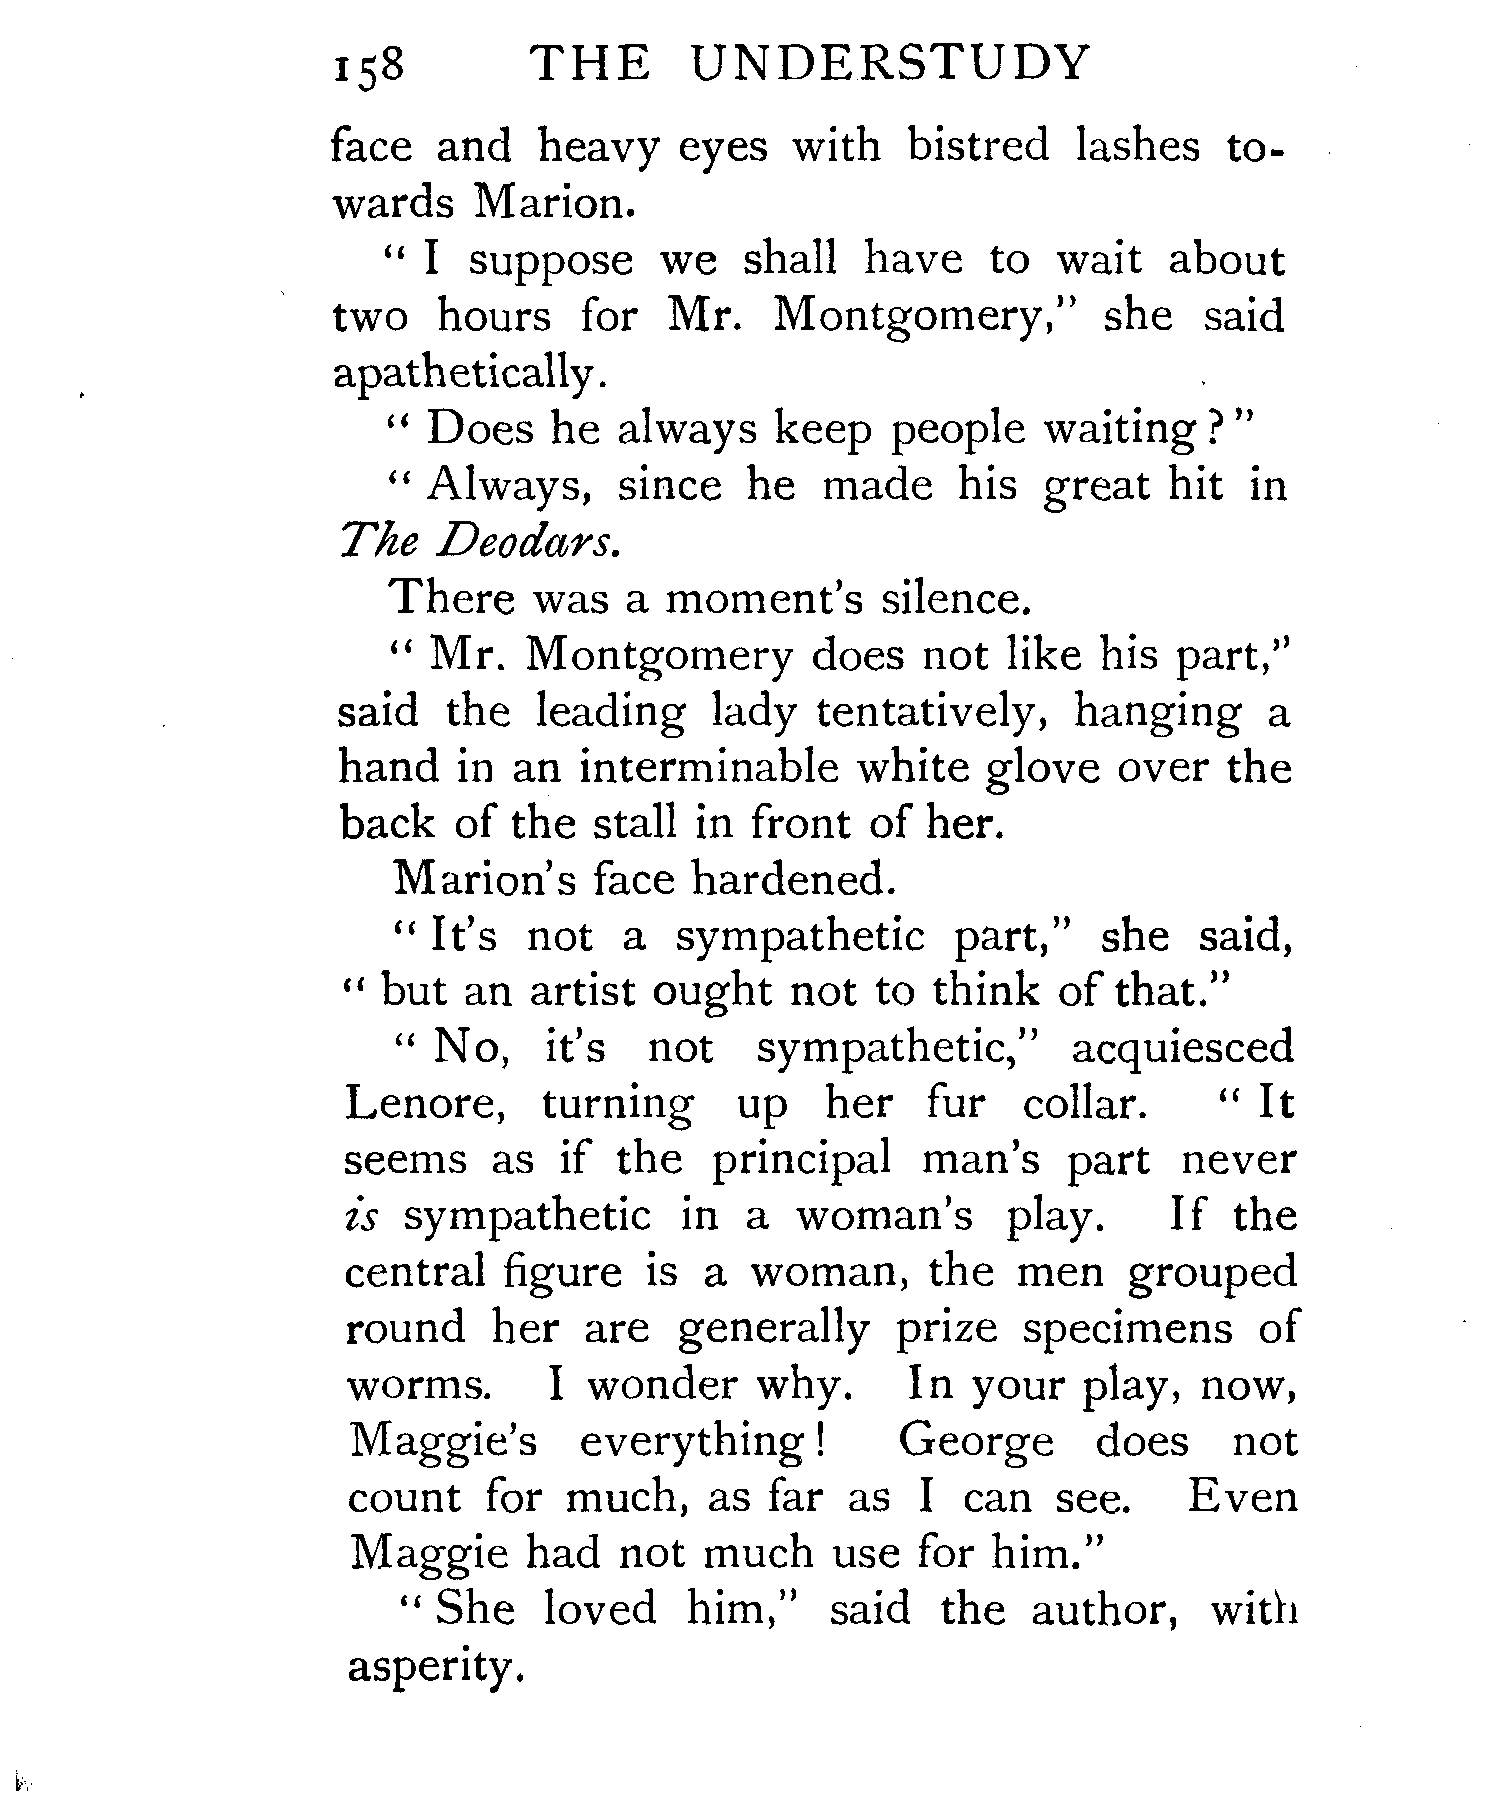 158 THE UNDERSTUDY
face and heavy eyes with bistred lashes to-
wards Marion.
“ I suppose we shall have to wait about
two hours for Mr. Montgomery,” she said
apathetically.
“ Does he always keep people waiting ? ”
“ Always, since he made his great hit in
The Deodars.
There was a moment's silence.
“ Mr. Montgomery does not like his part,”
said the leading lady tentatively, hanging a
hand in an interminable white glove over the
back of the stall in front of her.
Marion's face hardened.
“ It's not a sympathetic part,” she said,
“ but an artist ought not to think of that.”
“ No, it's not sympathetic,” acquiesced
Lenore, turning up her fur collar. “ It
seems as if the principal man's part never
is sympathetic in a woman's play. If the
central figure is a woman, the men grouped
round her are generally prize specimens of
worms. I wonder why. In your play, now,
Maggie's everything ! George does not
count for much, as far as I can see. Even
Maggie had not much use for him.”
“ She loved him,” said the author, with
asperity.